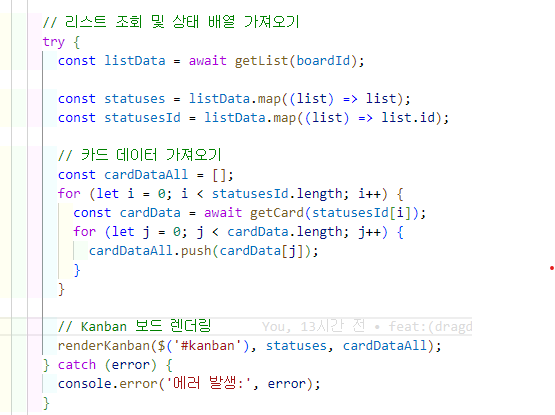 // 리스트 조회 및 상태 배열 가져오기
try {
const listData = await getList(boardId);
const statuses = listData.map((list) => list);
const statusesId = listData.map((list) => list.id);
// 카드 데이터 가져오기
const cardDataAll = [];
for (let i = 0; i < statusesId.length; i++) {
const cardData = await getCard(statusesId[i]);
for (let j = 0; j < cardData.length; j++) {
cardDataAll.push(cardData[j]);
}
}
// Kanban 보드 렌더링 You, 13시간 전 • feat:(dragd
renderKanban($('#kanban'), statuses, cardDataAll);
} catch (error) {
console.error('에러 발생:', error);
}